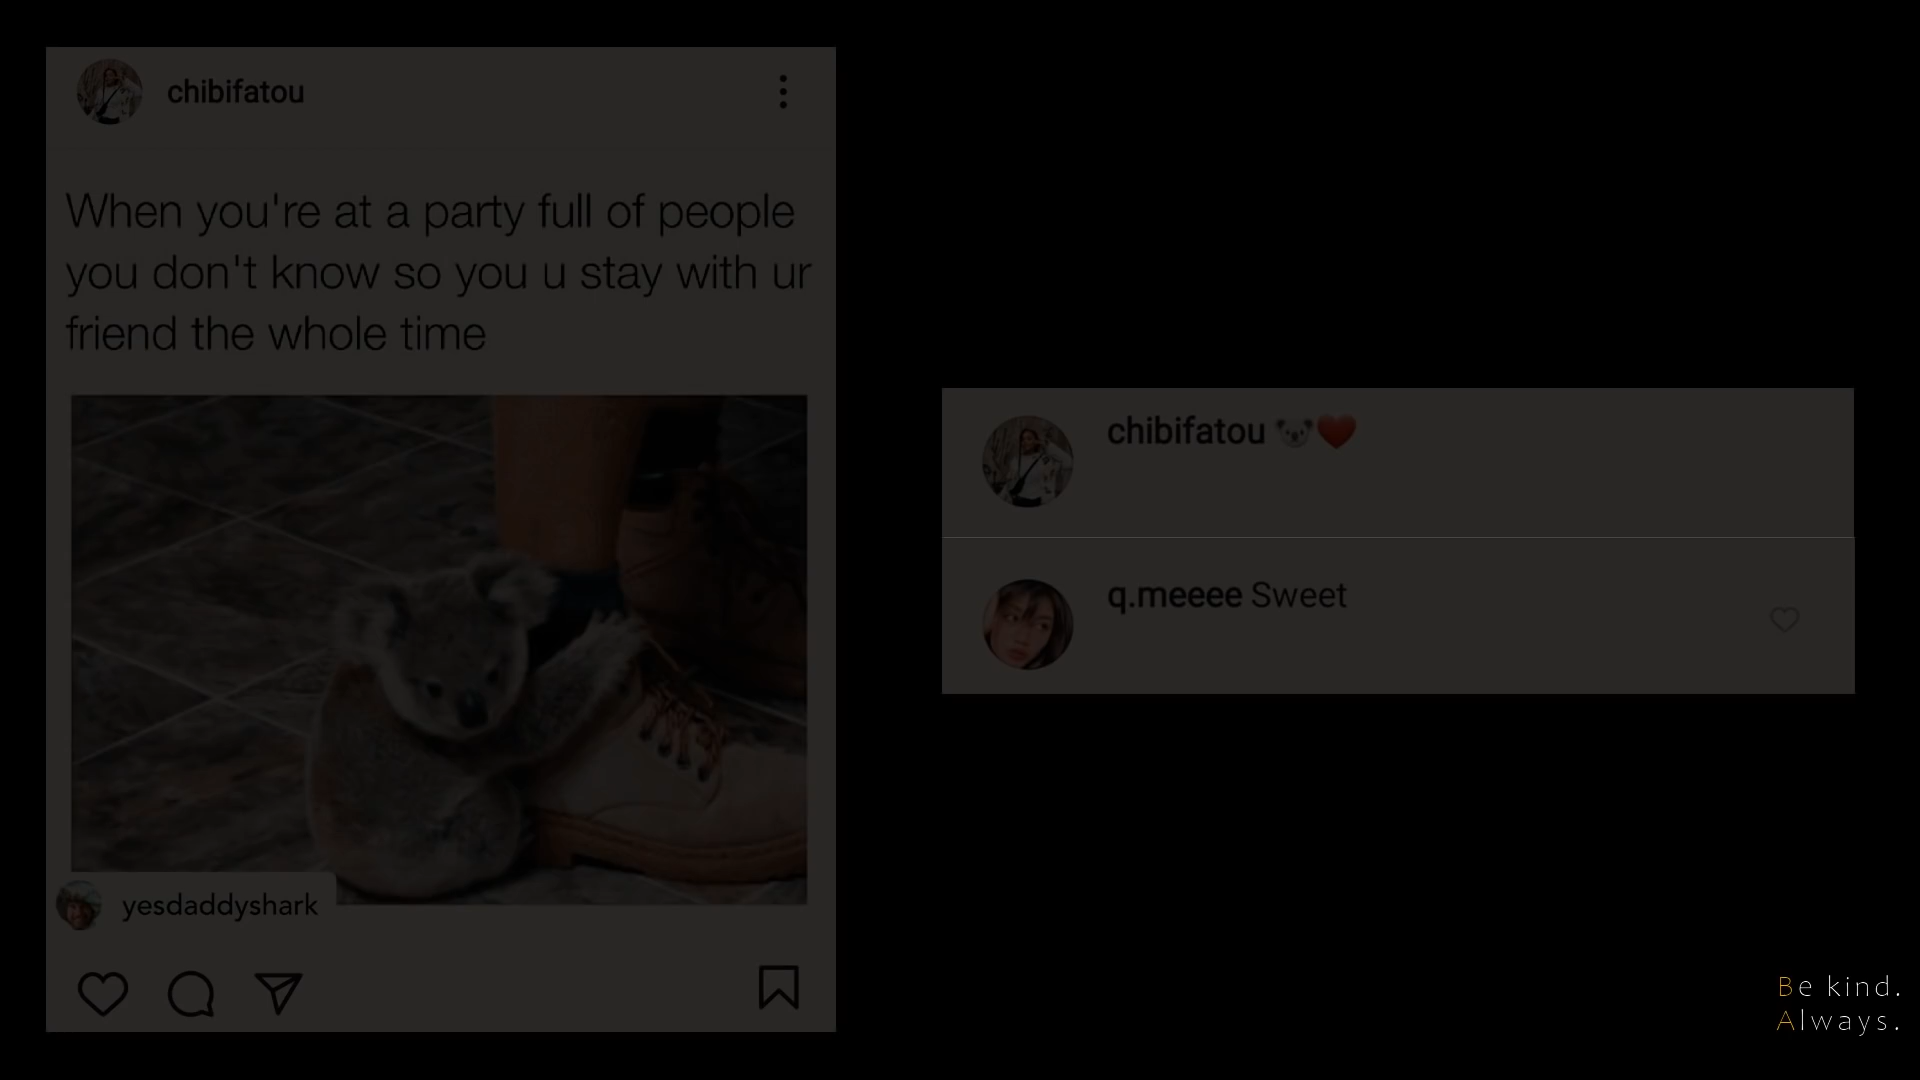 chibifatou
When you're at a party full of people
you don't know so you u stay with ur
friend the whole time
yesdaddyshark
chibifatou 🐨❤️
q.meeee Sweet
Be kind.
Always.